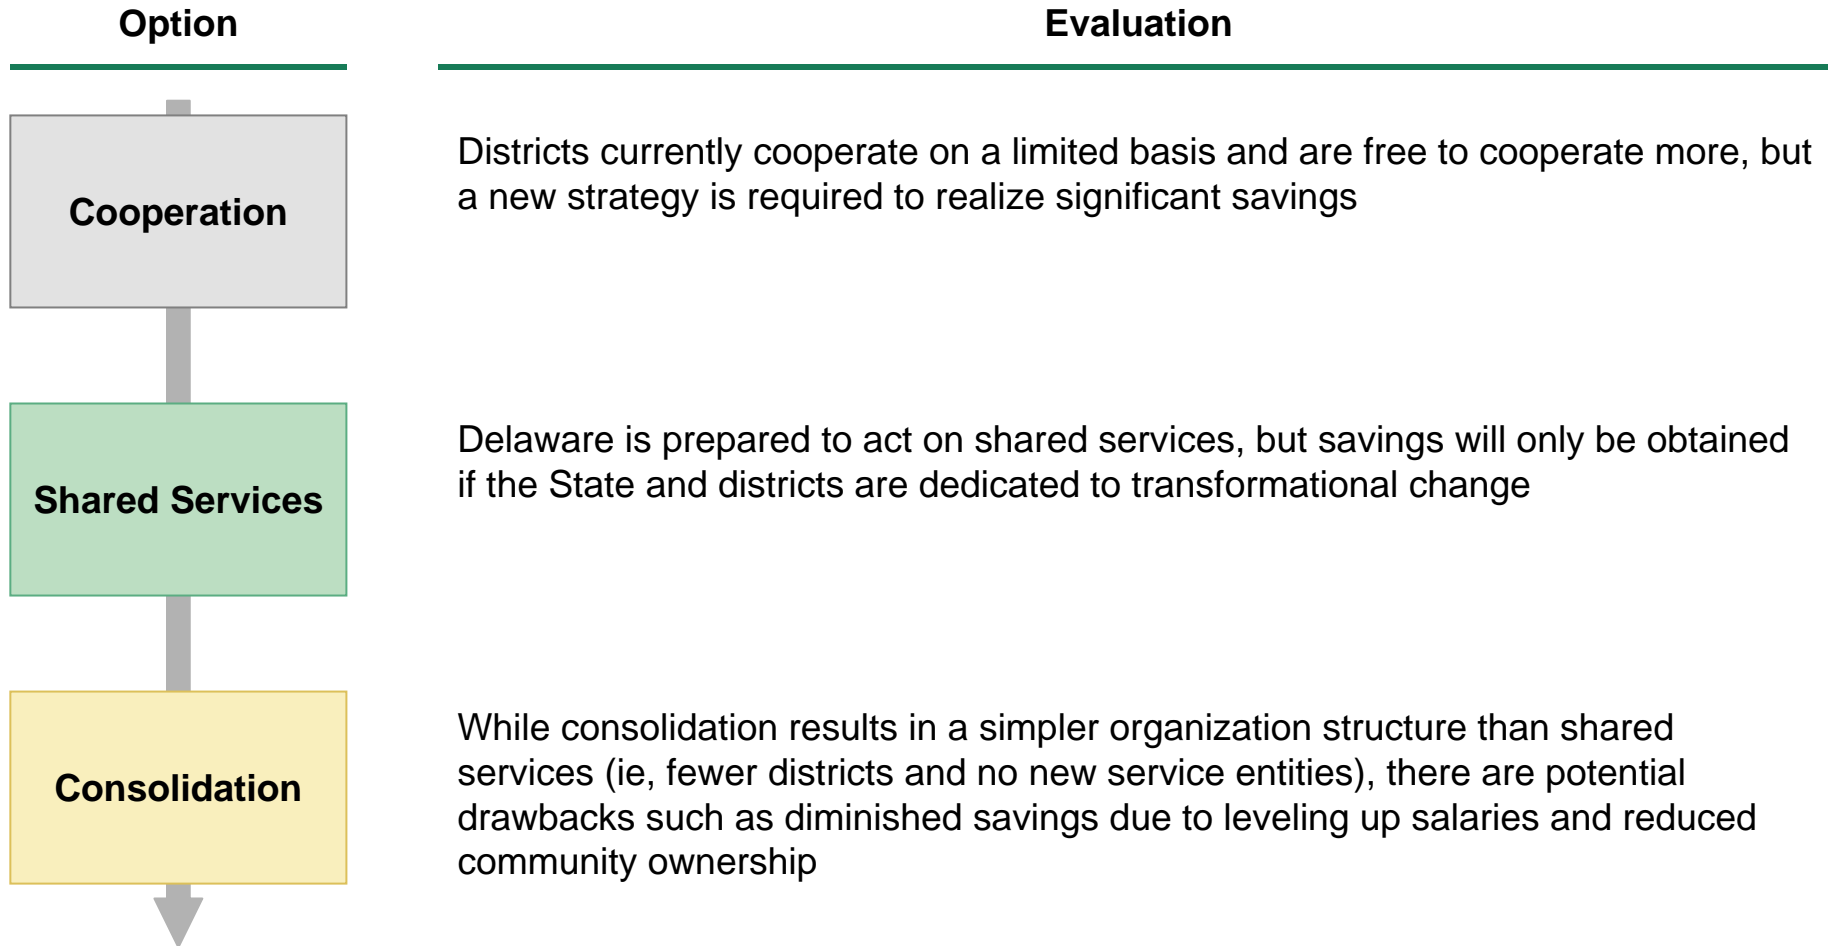 Option
Evaluation
Cooperation
Districts currently cooperate on a limited basis and are free to cooperate more, but
a new strategy is required to realize significant savings
Shared Services
Delaware is prepared to act on shared services, but savings will only be obtained
if the State and districts are dedicated to transformational change
Consolidation
While consolidation results in a simpler organization structure than shared
services (ie, fewer districts and no new service entities), there are potential
drawbacks such as diminished savings due to leveling up salaries and reduced
community ownership